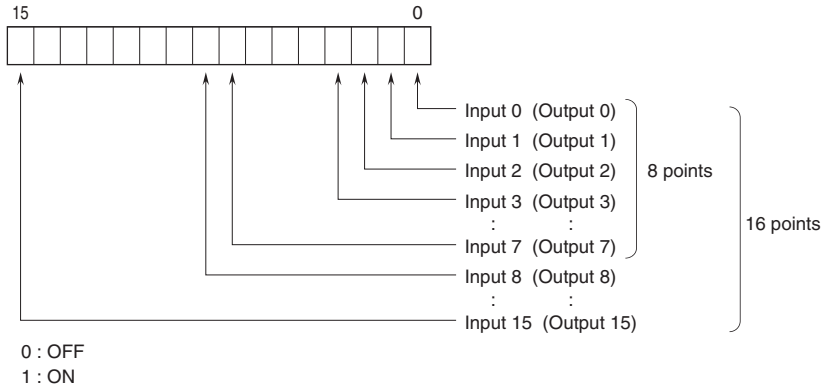 15 0
Input 0 (Output 0)
Input 1 (Output 1)
Input 2 (Output 2)
8 points
Input 3 (Output 3)
: :
16 points
Input 7 (Output 7)
Input 8 (Output 8)
: :
Input 15 (Output 15)
0 : OFF
1 : ON